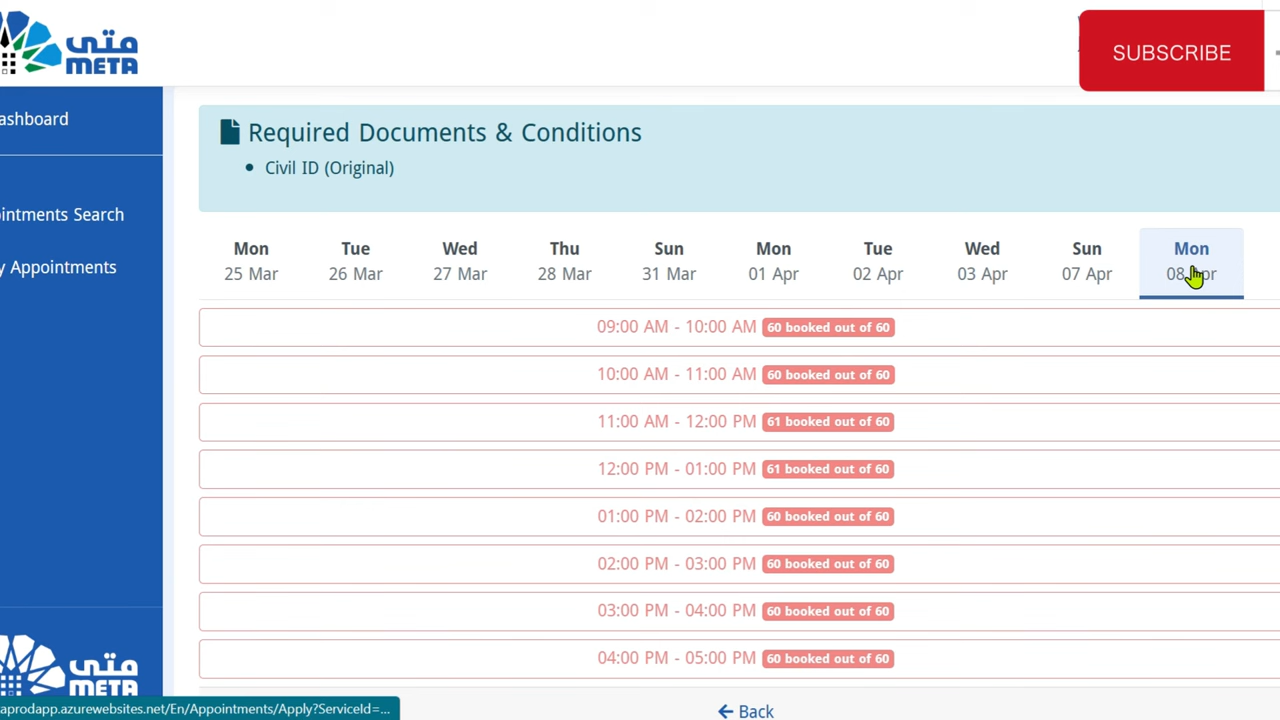 متى
META
SUBSCRIBE
ashboard
ointments Search
y Appointments
Required Documents & Conditions
• Civil ID (Original)
Mon Tue Wed Thu Sun Mon Tue Wed Sun Mon
25 Mar 26 Mar 27 Mar 28 Mar 31 Mar 01 Apr 02 Apr 03 Apr 07 Apr 08 Apr
09:00 AM - 10:00 AM 60 booked out of 60
10:00 AM - 11:00 AM 60 booked out of 60
11:00 AM - 12:00 PM 61 booked out of 60
12:00 PM - 01:00 PM 61 booked out of 60
01:00 PM - 02:00 PM 60 booked out of 60
02:00 PM - 03:00 PM 60 booked out of 60
03:00 PM - 04:00 PM 60 booked out of 60
04:00 PM - 05:00 PM 60 booked out of 60
متى
META
aprodapp.azurewebsites.net/En/Appointments/Apply?ServiceId=...
Back